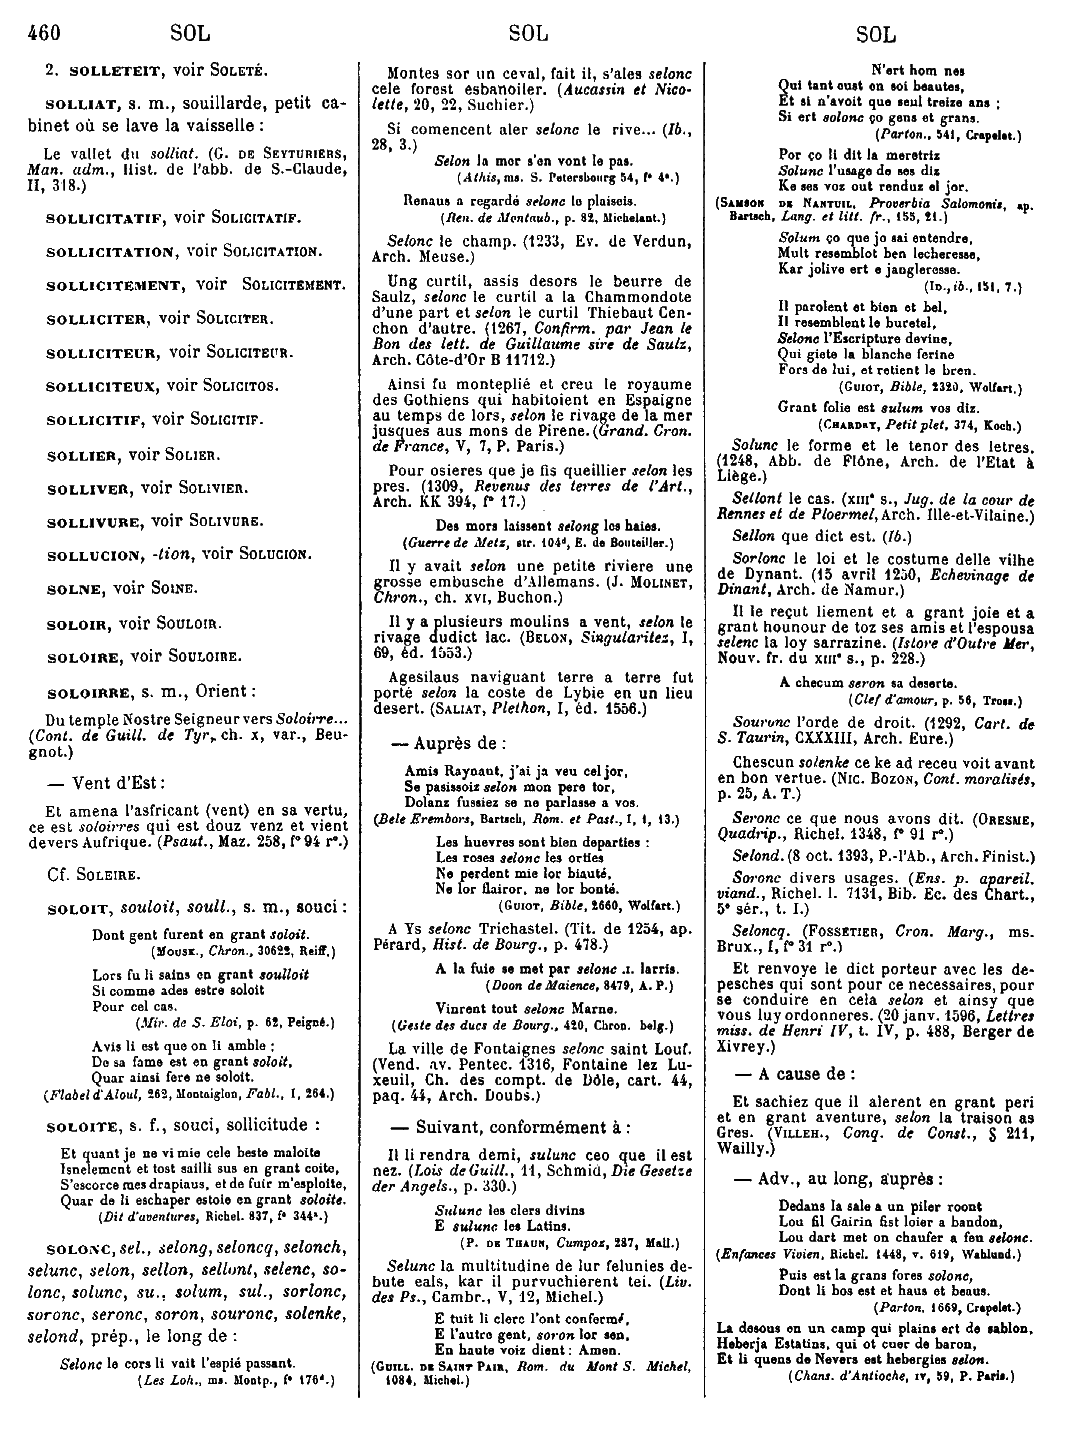 460 SOL SOL SOL
2. SOLLETEIT, voir SOLETÉ.
SOLLIAT, s. m., souillarde, petit ca-
binet où se lave la vaisselle :
Le vallet du solliat. (G. DE SEYTURIERS,
Man. adm., Hist. de l'abb. de S.-Claude,
II, 318.)
SOLLICITATIF, voir SOLICITATIF.
SOLLICITATION, voir SOLICITATION.
SOLLICITEMENT, voir SOLICITEMENT.
SOLLICITER, voir SOLICITER.
SOLLICITEUR, voir SOLICITEUR.
SOLLICITEUX, voir SOLICITOS.
SOLLICITIF, voir SOLICITIF.
SOLLIER, voir SOLIER.
SOLLIVER, voir SOLIVIER.
SOLLIVURE, voir SOLIVURE.
SOLLUCION, -tion, voir SOLUCION.
SOLNE, voir SOINE.
SOLOIR, voir SOULOIR.
SOLOIRE, voir SOULOIRE.
SOLOIRRE, s. m., Orient :
Du temple Nostre Seigneur vers Soloirre...
(Cont. de Guill. de Tyr, ch. x, var., Beu-
gnot.)
— Vent d'Est :
Et amena l'asfricant (vent) en sa vertu,
ce est soloirres qui est douz venz et vient
devers Aufrique. (Psaut., Maz. 258, f° 94 r°.)
Cf. SOLEIRE.
SOLOIT, souloit, soull., s. m., souci :
Dont gent furent en grant soloit.
(MOUSK., Chron., 30622, Reiff.)
Lors fu li sains en grant soulloit
Si comme ades estre soloit
Pour cel cas.
(Mir. de S. Eloi, p. 62, Peigné.)
Avis li est que on li amble ;
De sa fame est en grant soloit,
Quar ainsi fere ne soloit.
(Flabel d'Aloul, 262, Montaiglon, Fabl., I, 264.)
SOLOITE, s. f., souci, sollicitude :
Et quant je ne vi mie cele beste maloite
Isnelement et tost sailli sus en grant coite,
S'escorce mes drapiaus, et de fuir m'esploite,
Quar de li eschaper estoie en grant soloite.
(Dit d'aventures, Richel. 837, f° 344ᵃ.)
SOLONC, sel., selong, seloncq, selonch,
selunc, selon, sellon, sellont, selenc, so-
lonc, solunc, su., solum, sul., sorlonc,
soronc, seronc, soron, souronc, solenke,
selond, prép., le long de :
Selonc le cors li vait l'espié passant.
(Les Loh., ms. Montp., f° 176ᵈ.)
Montes sor un ceval, fait il, s'ales selonc
cele forest esbanoiier. (Aucassin et Nico-
lette, 20, 22, Suchier.)
Si comencent aler selonc le rive... (Ib.,
28, 3.)
Selon la mer s'en vont le pas.
(Athis, ms. S. Petersbourg 54, f° 4ᵃ.)
Renaus a regardé selonc le plaiseis.
(Ren. de Montaub., p. 82, Michelant.)
Selonc le champ. (1233, Ev. de Verdun,
Arch. Meuse.)
Ung curtil, assis desors le beurre de
Saulz, selonc le curtil a la Chammondote
d'une part et selon le curtil Thiebaut Cen-
chon d'autre. (1267, Confirm. par Jean le
Bon des lett. de Guillaume sire de Saulz,
Arch. Côte-d'Or B 11712.)
Ainsi fu monteplié et creu le royaume
des Gothiens qui habitoient en Espaigne
au temps de lors, selon le rivage de la mer
jusques aus mons de Pirene. (Grand. Cron.
de France, V, 7, P. Paris.)
Pour osieres que je fis queillier selon les
pres. (1309, Revenus des terres de l'Art.,
Arch. KK 394, f° 17.)
Des mors laissent selong les haies.
(Guerre de Metz, str. 104ᵈ, E. de Bouteiller.)
Il y avait selon une petite riviere une
grosse embusche d'Allemans. (J. MOLINET,
Chron., ch. XVI, Buchon.)
Il y a plusieurs moulins a vent, selon le
rivage dudict lac. (BELON, Singularitez, I,
69, éd. 1553.)
Agesilaus naviguant terre a terre fut
porté selon la coste de Lybie en un lieu
desert. (SALIAT, Plethon, I, éd. 1556.)
— Auprès de :
Amis Raynaut, j'ai ja veu cel jor,
Se pasissoiz selon mon pere tor,
Dolanz fussiez se ne parlasse a vos.
(Bele Erembors, Bartsch, Rom. et Past., I, 1, 13.)
Les huevres sont bien departies :
Les roses selonc les orties
Ne perdent mie lor biauté,
Ne lor flairor, ne lor bonté.
(GUIOT, Bible, 2660, Wolfart.)
A Ys selonc Trichastel. (Tit. de 1254, ap.
Pérard, Hist. de Bourg., p. 478.)
A la fuie se met par selonc .I. larris.
(Doon de Maience, 8479, A. P.)
Vinrent tout selonc Marne.
(Geste des ducs de Bourg., 420, Chron. belg.)
La ville de Fontaignes selonc saint Louf.
(Vend. av. Pentec. 1316, Fontaine lez Lu-
xeuil, Ch. des compt. de Dôle, cart. 44,
paq. 44, Arch. Doubs.)
— Suivant, conformément à :
Il li rendra demi, sulunc ceo que il est
nez. (Lois de Guill., 11, Schmid, Die Gesetze
der Angels., p. 330.)
Sulunc les clers divins
E sulunc les Latins.
(P. DE THAUN, Cumpoz, 287, Mall.)
Selunc la multitudine de lur felunies de-
bute eals, kar il purvuchierent tei. (Liv.
des Ps., Cambr., V, 12, Michel.)
E tuit li clerc l'ont confermé,
E l'autre gent, soron lor sen,
En haute voiz dient : Amen.
(GUILL. DE SAINT PAIR, Rom. du Mont S. Michel,
1084, Michel.)
N'ert hom nes
Qui tant eust en soi beautes,
Et si n'avoit que seul treize ans ;
Si ert solonc ço gens et grans.
(Parton., 541, Crapelet.)
Por ço li dit la meretriz
Solunc l'usage de ses diz
Ke ses voz out renduz el jor.
(SAMSON DE NANTUIL, Proverbia Salomonis, ap.
Bartsch, Lang. et litt. fr., 155, 21.)
Solum ço que jo sai entendre,
Mult resemblot ben lecheresse,
Kar jolive ert e jangleresse.
(ID., ib., 151, 7.)
Il parolent et bien et bel,
Il resemblent le buretel,
Selonc l'Escripture devine,
Qui giete la blanche ferine
Fors de lui, et retient le bren.
(GUIOT, Bible, 2320, Wolfart.)
Grant folie est sulum vos diz.
(CHARDRY, Petit plet, 374, Koch.)
Solunc le forme et le tenor des letres.
(1248, Abb. de Flône, Arch. de l'Etat à
Liège.)
Sellont le cas. (XIIIᵉ s., Jug. de la cour de
Rennes et de Ploermel, Arch. Ille-et-Vilaine.)
Sellon que dict est. (Ib.)
Sorlonc le loi et le costume delle vilhe
de Dynant. (15 avril 1250, Echevinage de
Dinant, Arch. de Namur.)
Il le reçut liement et a grant joie et a
grant hounour de toz ses amis et l'espousa
selenc la loy sarrazine. (Istore d'Outre Mer,
Nouv. fr. du XIIIᵉ s., p. 228.)
A checum seron sa deserte.
(Clef d'amour, p. 56, Tross.)
Souronc l'orde de droit. (1292, Cart. de
S. Taurin, CXXXIII, Arch. Eure.)
Chescun solenke ce ke ad receu voit avant
en bon vertue. (NIC. BOZON, Cont. moralisés,
p. 25, A. T.)
Seronc ce que nous avons dit. (ORESME,
Quadrip., Richel. 1348, f° 91 r°.)
Selond. (8 oct. 1393, P.-l'Ab., Arch. Finist.)
Soronc divers usages. (Ens. p. apareil.
viand., Richel. l. 7131, Bib. Ec. des Chart.,
5ᵉ sér., t. I.)
Seloncq. (FOSSETIER, Cron. Marg., ms.
Brux., I, f° 31 r°.)
Et renvoye le dict porteur avec les de-
pesches qui sont pour ce necessaires, pour
se conduire en cela selon et ainsy que
vous luy ordonneres. (20 janv. 1596, Lettres
miss. de Henri IV, t. IV, p. 488, Berger de
Xivrey.)
— A cause de :
Et sachiez que il alerent en grant peri
et en grant aventure, selon la traison as
Gres. (VILLEH., Conq. de Const., § 211,
Wailly.)
— Adv., au long, auprès :
Dedans la sale a un piler roont
Lou fil Gairin fist loier a bandon,
Lou dart met on chaufer a feu selonc.
(Enfances Vivien, Richel. 1448, v. 619, Wahlund.)
Puis est la grans fores solonc,
Dont li bos est et haus et beaus.
(Parton. 1669, Crapelet.)
La desous en un camp qui plains ert de sablon,
Heberja Estatins, qui ot cuer de baron,
Et li quens de Nevers est hebergies selon.
(Chans. d'Antioche, IV, 59, P. Paris.)